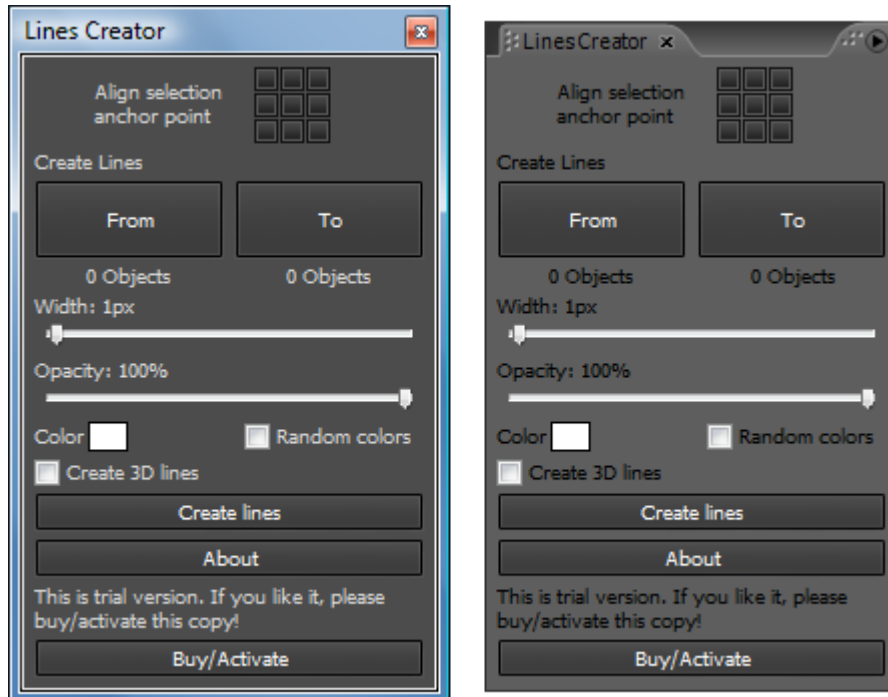 Lines Creator
Align selection
anchor point
Create Lines
From To
0 Objects 0 Objects
Width: 1px
Opacity: 100%
Color Random colors
Create 3D lines
Create lines
About
This is trial version. If you like it, please
buy/activate this copy!
Buy/Activate
LinesCreator x
Align selection
anchor point
Create Lines
From To
0 Objects 0 Objects
Width: 1px
Opacity: 100%
Color Random colors
Create 3D lines
Create lines
About
This is trial version. If you like it, please
buy/activate this copy!
Buy/Activate